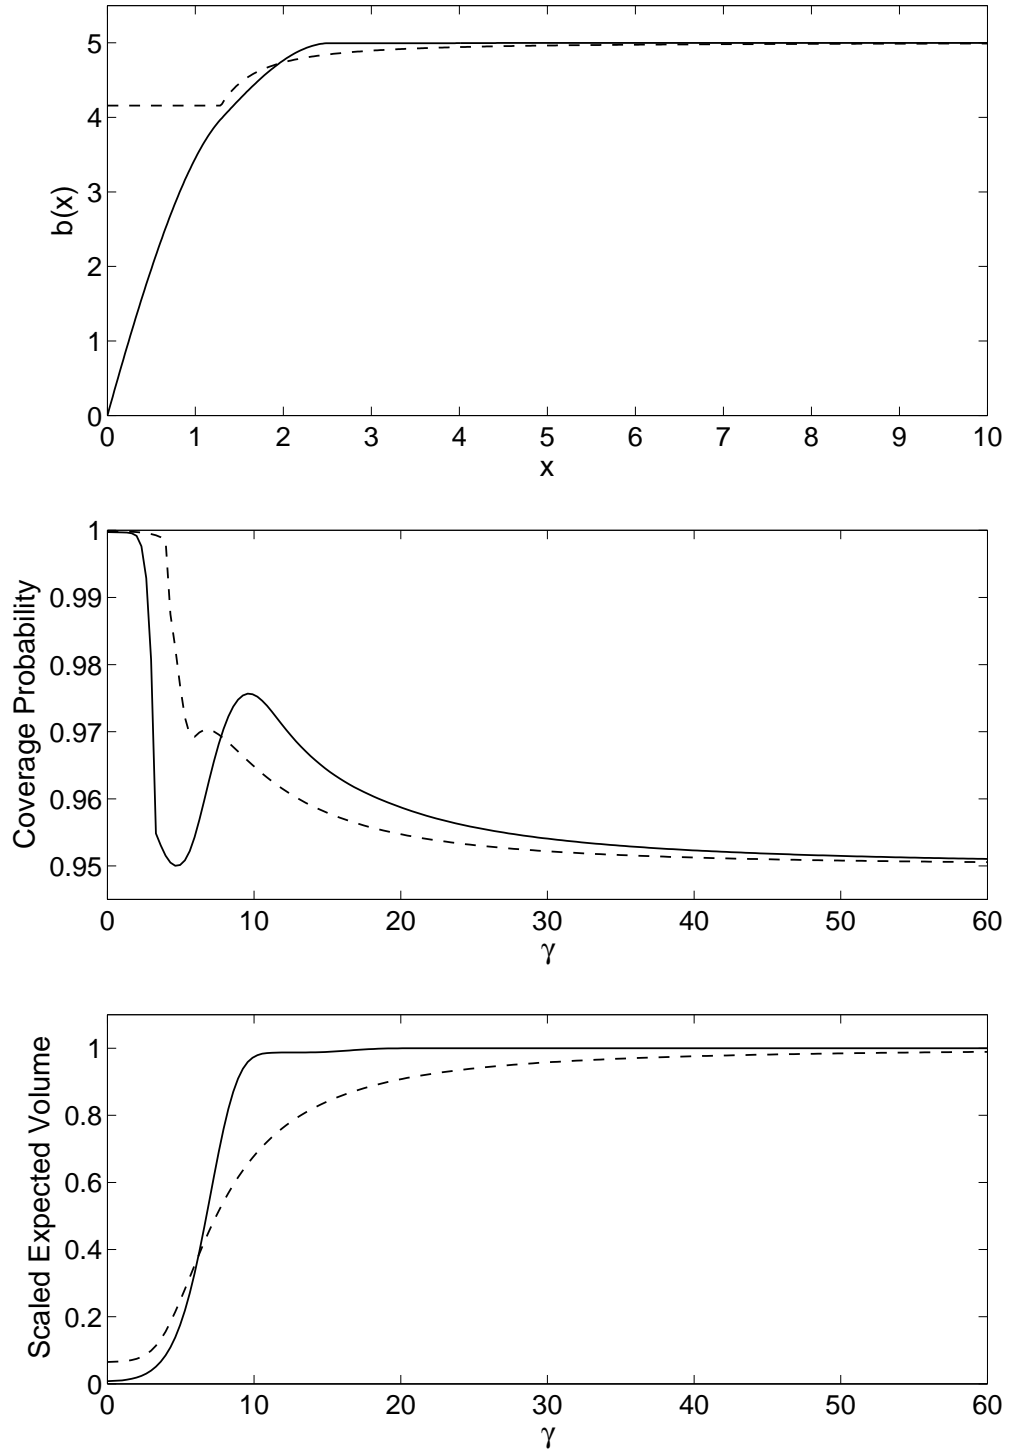 5
4
3
2
1
0
b(x)
0 1 2 3 4 5 6 7 8 9 10
x
1
0.99
0.98
0.97
0.96
0.95
Coverage Probability
0 10 20 30 40 50 60
γ
1
0.8
0.6
0.4
0.2
0
Scaled Expected Volume
0 10 20 30 40 50 60
γ